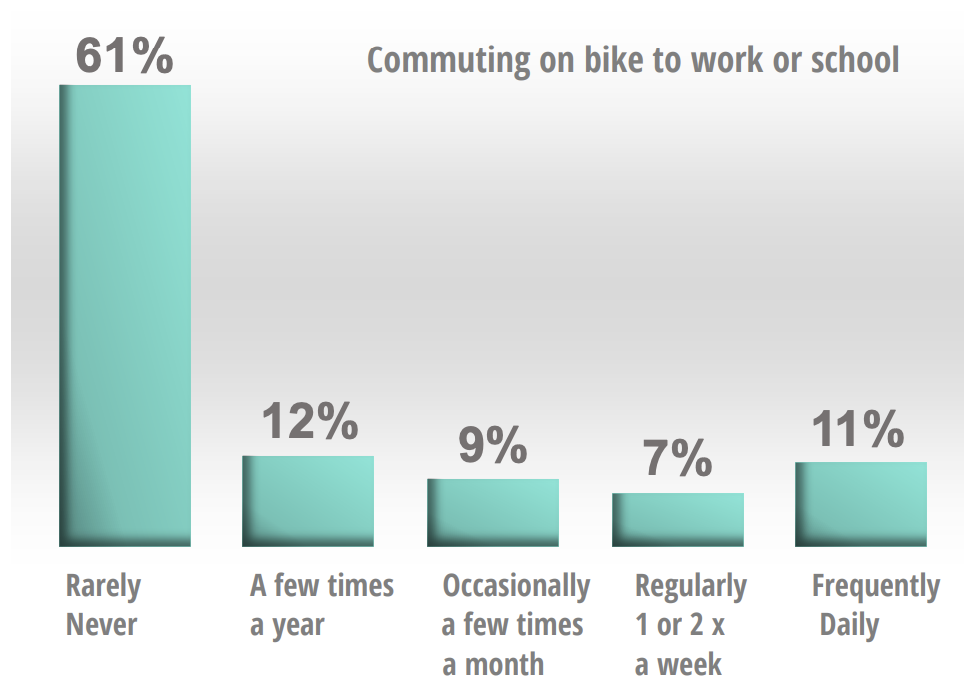 61%
Commuting on bike to work or school
12%
9%
7%
11%
Rarely
Never
A few times
a year
Occasionally
a few times
a month
Regularly
1 or 2 x
a week
Frequently
Daily